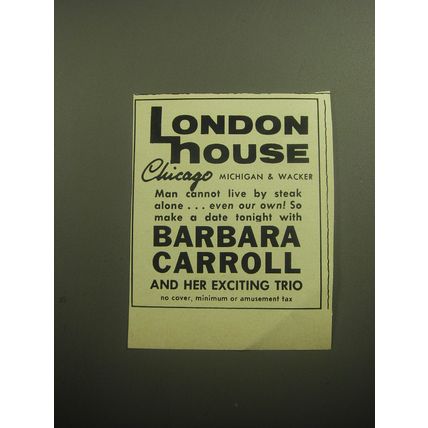 LONDON
HOUSE
Chicago MICHIGAN & WACKER
Man cannot live by steak
alone . . . even our own! So
make a date tonight with
BARBARA
CARROLL
AND HER EXCITING TRIO
no cover, minimum or amusement tax